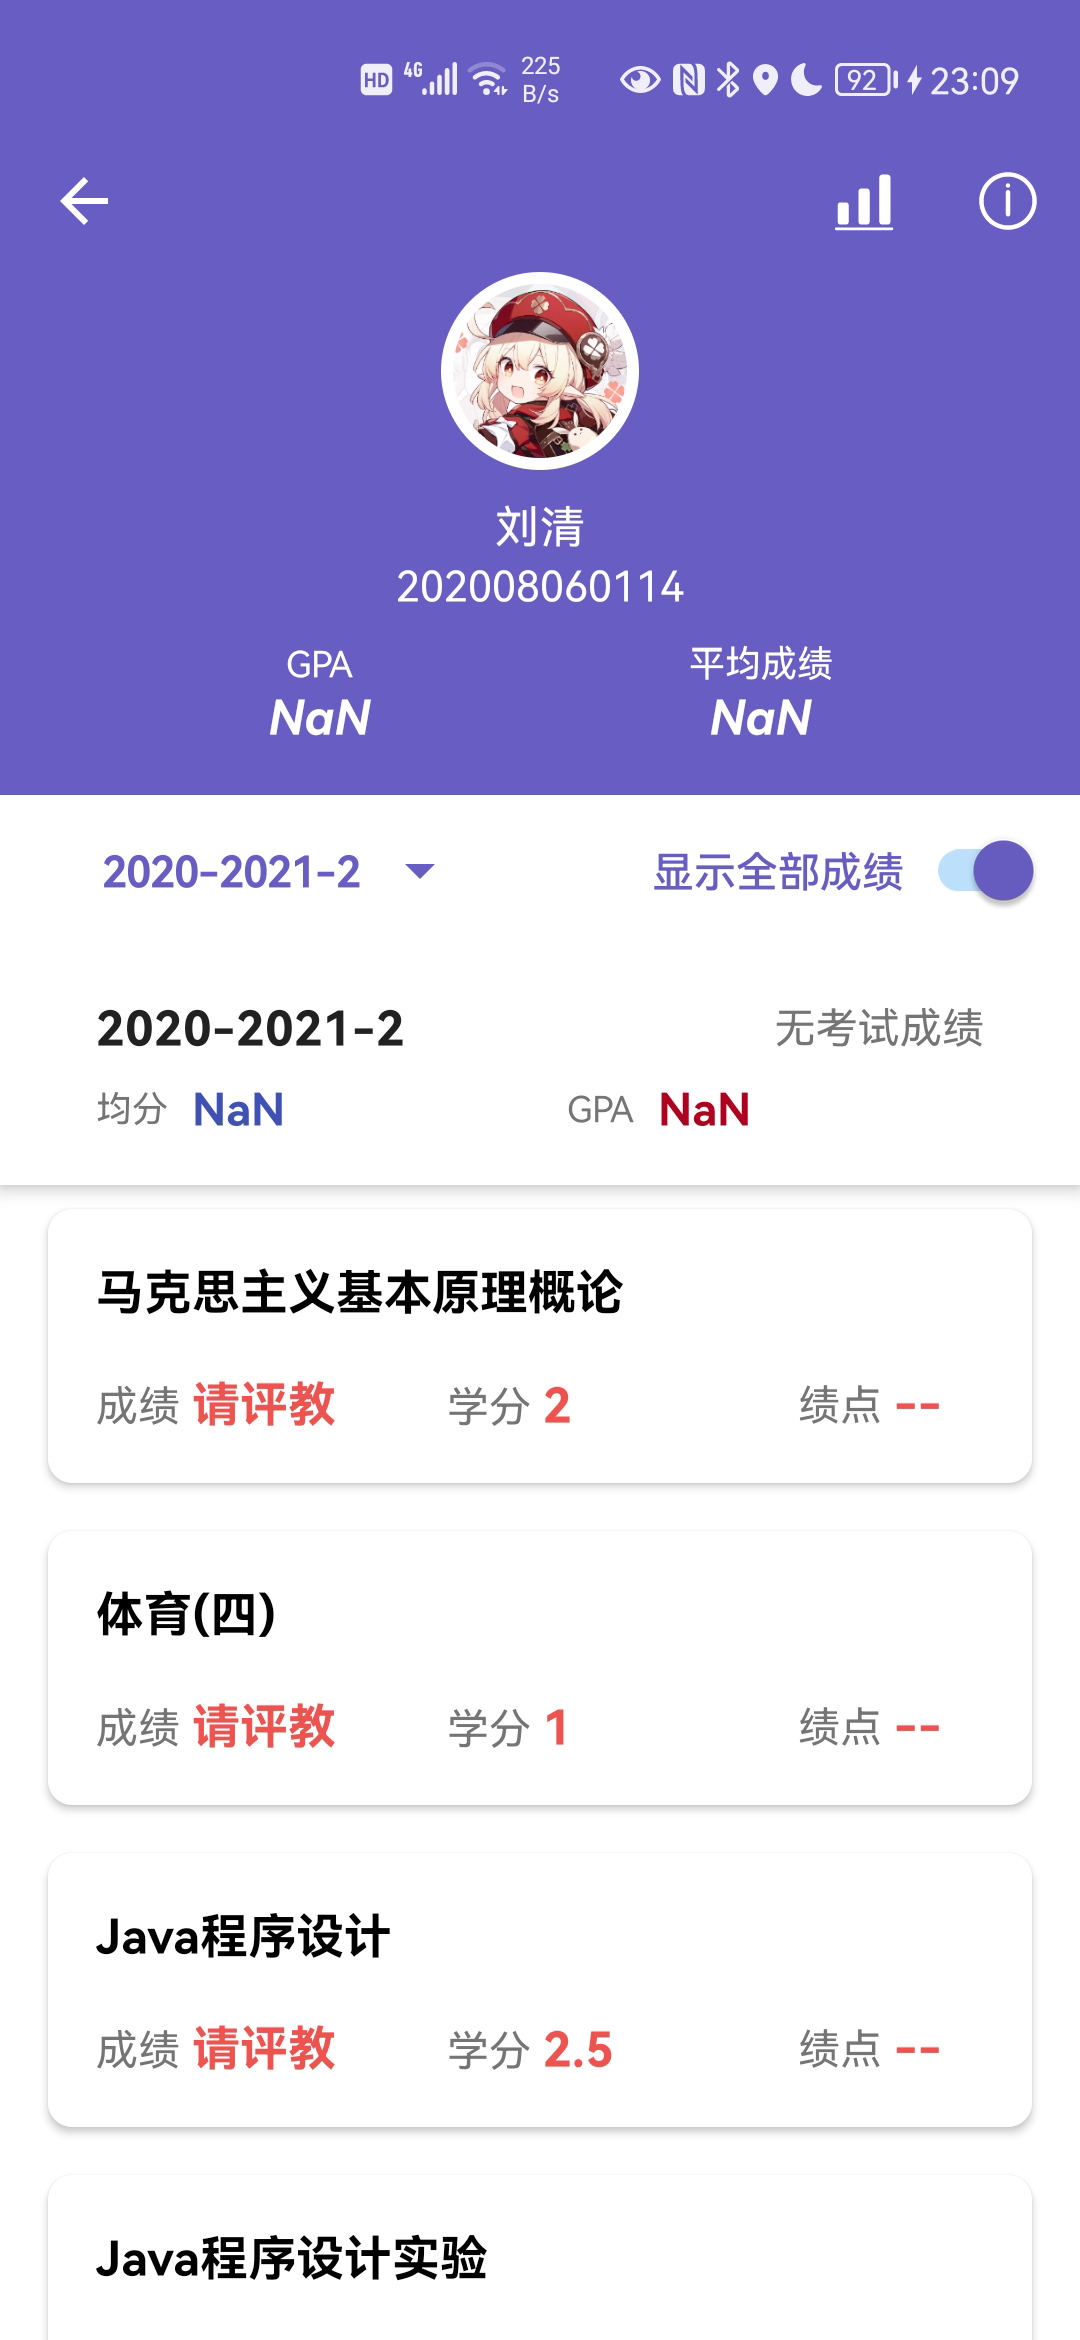 HD 4G 225 B/s 92 23:09
刘清
202008060114
GPA 平均成绩
NaN NaN
2020-2021-2 显示全部成绩
2020-2021-2 无考试成绩
均分 NaN GPA NaN
马克思主义基本原理概论
成绩 请评教 学分 2 绩点 --
体育(四)
成绩 请评教 学分 1 绩点 --
Java程序设计
成绩 请评教 学分 2.5 绩点 --
Java程序设计实验